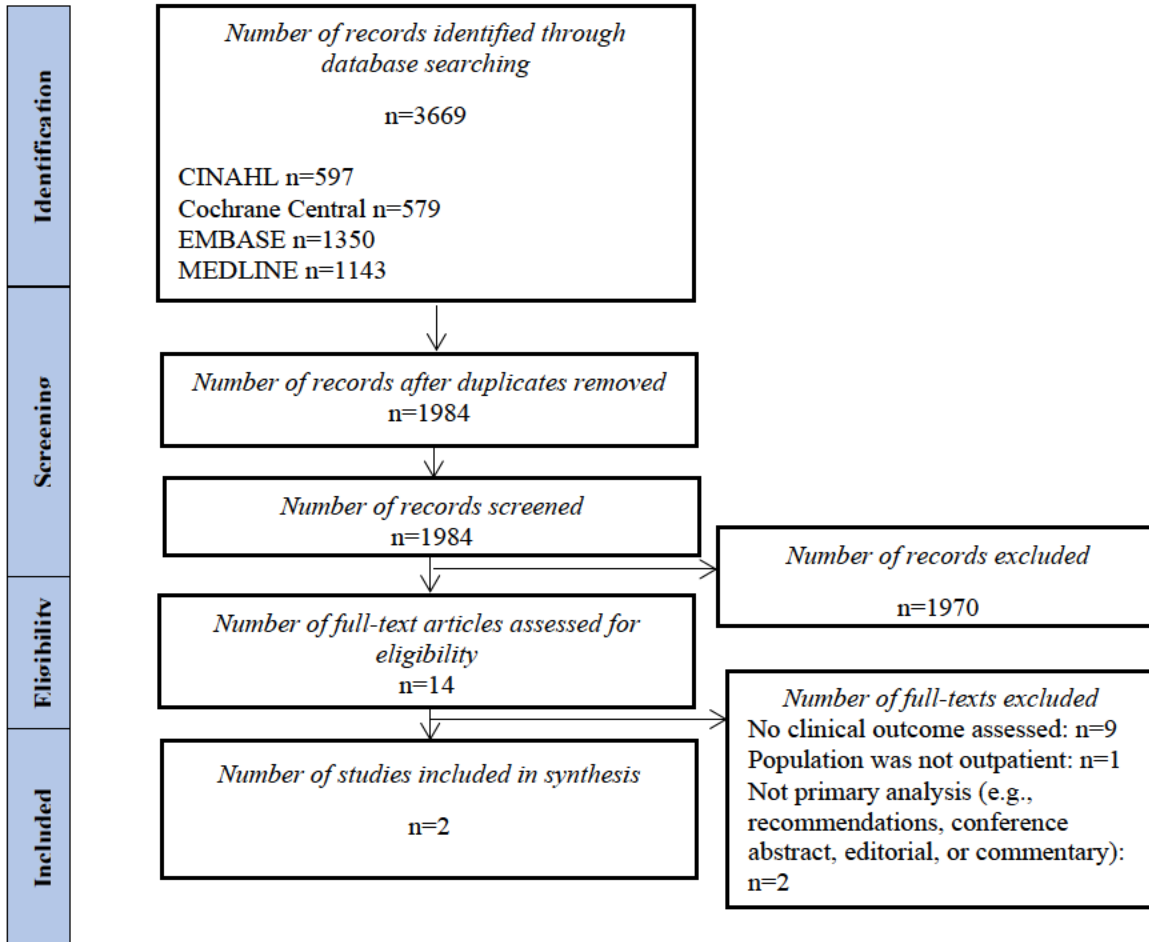 Identification
Number of records identified through
database searching
n=3669
CINAHL n=597
Cochrane Central n=579
EMBASE n=1350
MEDLINE n=1143
Screening
Number of records after duplicates removed
n=1984
Number of records screened
n=1984
Number of records excluded
n=1970
Eligibility
Number of full-text articles assessed for
eligibility
n=14
Number of full-texts excluded
No clinical outcome assessed: n=9
Population was not outpatient: n=1
Not primary analysis (e.g.,
recommendations, conference
abstract, editorial, or commentary):
n=2
Included
Number of studies included in synthesis
n=2